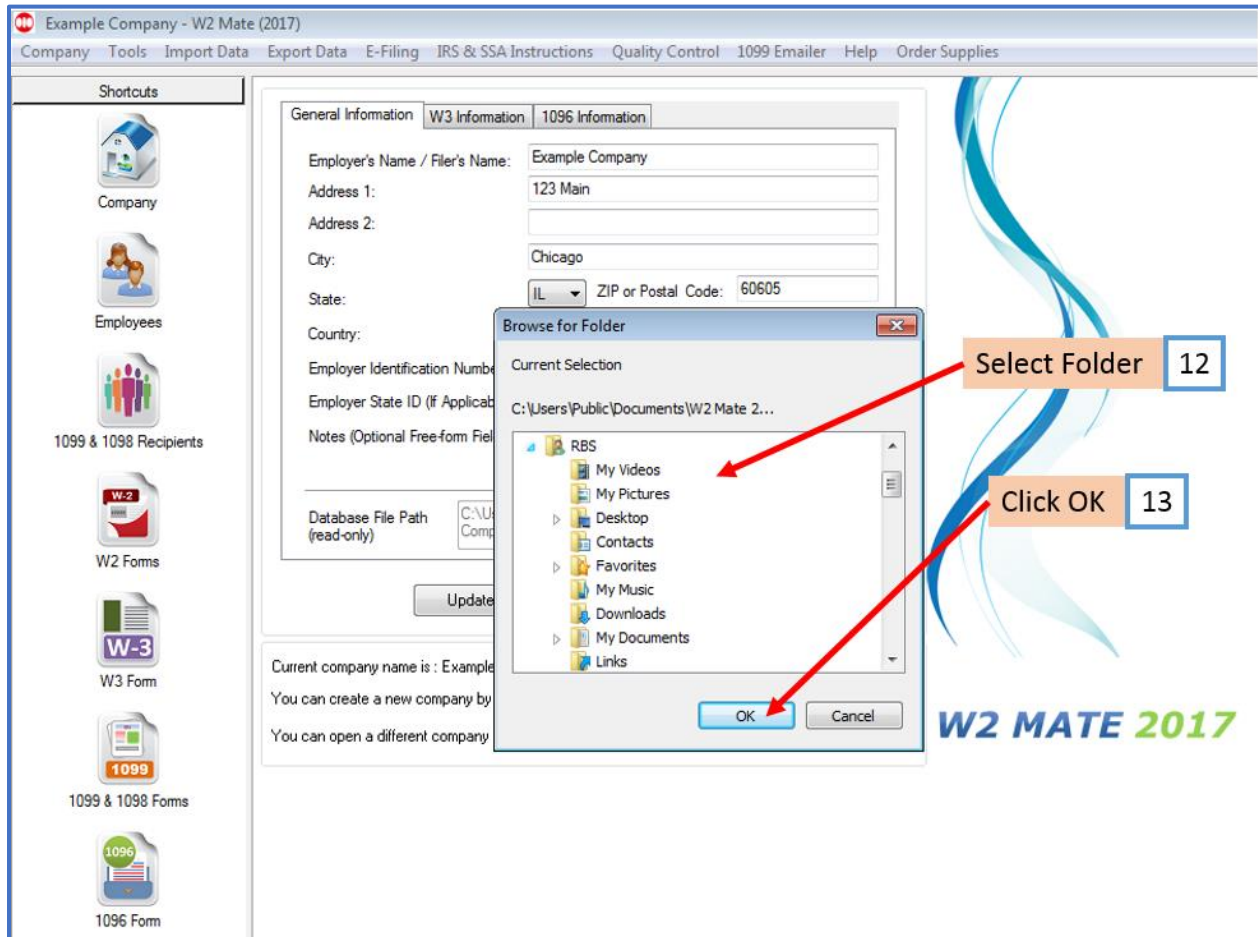 Example Company - W2 Mate (2017)
Company Tools Import Data Export Data E-Filing IRS & SSA Instructions Quality Control 1099 Emailer Help Order Supplies
Shortcuts
Company
Employees
1099 & 1098 Recipients
W-2
W2 Forms
W-3
W3 Form
1099
1099 & 1098 Forms
1096
1096 Form
General Information W3 Information 1096 Information
Employer's Name / Filer's Name: Example Company
Address 1: 123 Main
Address 2:
City: Chicago
State: IL ZIP or Postal Code: 60605
Country:
Employer Identification Numbe
Employer State ID (If Applicab
Notes (Optional Free-form Fiel
Database File Path C:\Us
(read-only) Comp
Update
Current company name is : Example
You can create a new company by
You can open a different company
Browse for Folder
Current Selection
C:\Users\Public\Documents\W2 Mate 2...
RBS
My Videos
My Pictures
Desktop
Contacts
Favorites
My Music
Downloads
My Documents
Links
OK Cancel
Select Folder 12
Click OK 13
W2 MATE 2017